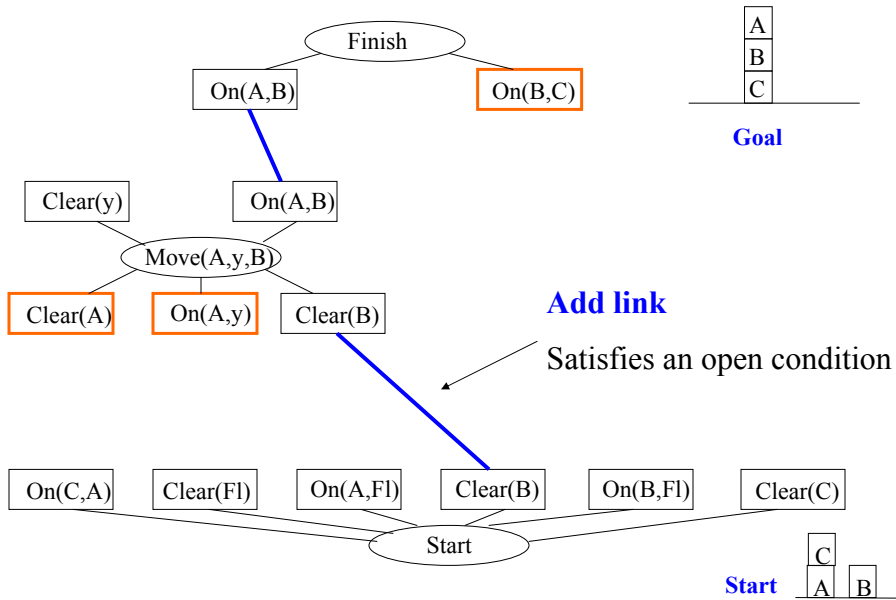 Finish
A
B
C
On(A,B)
On(B,C)
Goal
Clear(y)
On(A,B)
Move(A,y,B)
Clear(A)
On(A,y)
Clear(B)
Add link
Satisfies an open condition
On(C,A)
Clear(Fl)
On(A,Fl)
Clear(B)
On(B,Fl)
Clear(C)
Start
C
Start
A
B